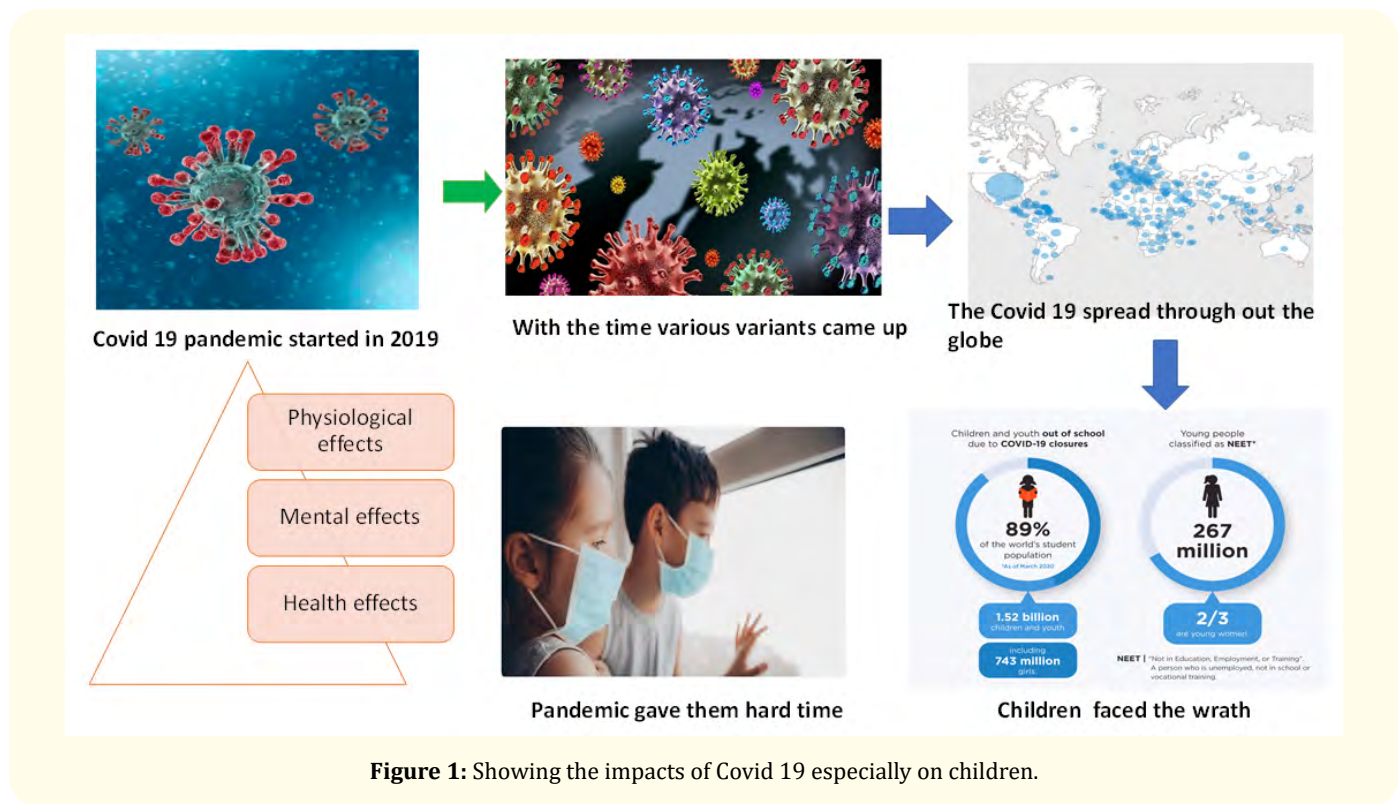 Covid 19 pandemic started in 2019
With the time various variants came up
The Covid 19 spread through out the
globe
Physiological
effects
Mental effects
Health effects
Pandemic gave them hard time
Children and youth out of school
due to COVID-19 closures
89%
of the world's student
population
*As of March 2020
1.52 billion
children and youth
including
743 million
girls
Young people
classified as NEET*
267
million
2/3
are young women!
NEET | "Not in Education, Employment, or Training".
A person who is unemployed, not in school or
vocational training.
Children faced the wrath
Figure 1: Showing the impacts of Covid 19 especially on children.